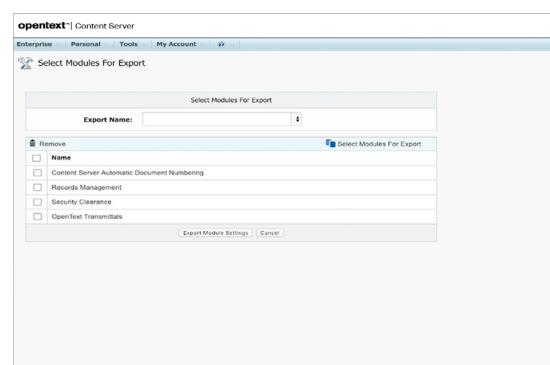 opentext™ | Content Server
Enterprise Personal Tools My Account
Select Modules For Export
Select Modules For Export
Export Name:
Remove Select Modules For Export
Name
Content Server Automatic Document Numbering
Records Management
Security Clearance
OpenText Transmittals
Export Module Settings Cancel